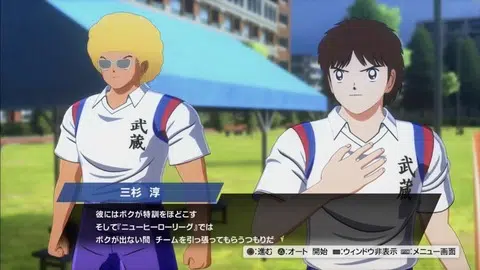 武蔵
武蔵
三杉 淳
彼にはボクが特訓をほどこす
そして『ニューヒーローリーグ』では
ボクが出ない間 チームを引っ張ってもらうつもりだ
進む オート 開始 ウィンドウ非表示 メニュー画面